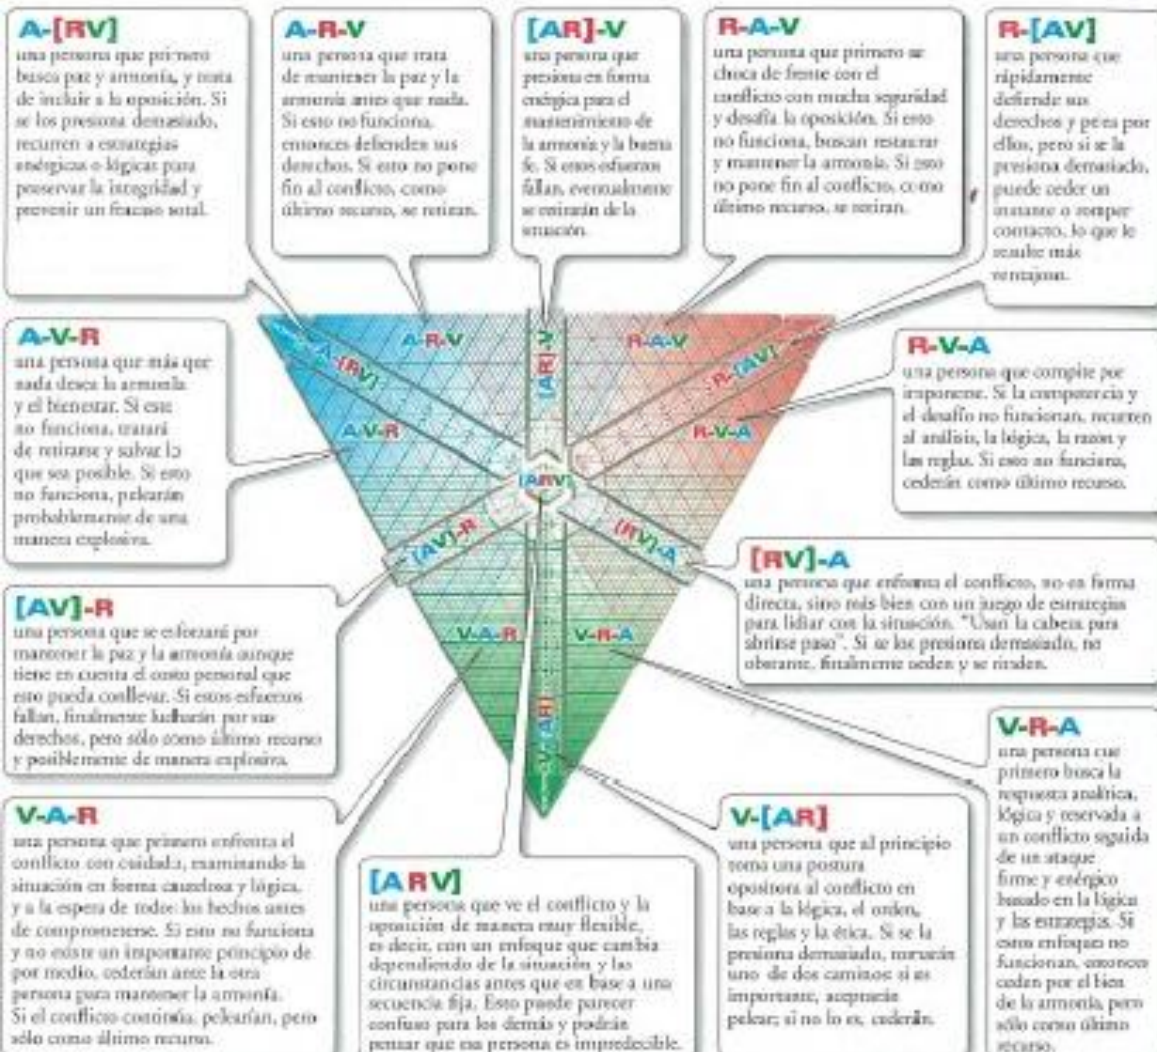 A-[RV]
una persona que primero
busca paz y armonía, y trata
de incluir a la oposición. Si
se los presiona demasiado,
recurren a estrategias
enérgicas o lógicas para
preservar la integridad y
prevenir un fracaso total.
A-R-V
una persona que trata
de mantener la paz y la
armonía antes que nada.
Si esto no funciona,
entonces defienden sus
derechos. Si esto no pone
fin al conflicto, como
último recurso, se retiran.
[AR]-V
una persona que
presiona en forma
enérgica para el
mantenimiento de
la armonía y la buena
fe. Si estos esfuerzos
fallan, eventualmente
se retirarán de la
situación.
R-A-V
una persona que primero se
choca de frente con el
conflicto con mucha seguridad
y desafía la oposición. Si esto
no funciona, buscan restaurar
y mantener la armonía. Si esto
no pone fin al conflicto, como
último recurso, se retiran.
R-[AV]
una persona que
rápidamente
defiende sus
derechos y pelea por
ellos, pero si se la
presiona demasiado,
puede ceder un
instante o romper
contacto, lo que le
resulte más
ventajoso.
A-V-R
una persona que más que
nada desea la armonía
y el bienestar. Si este
no funciona, tratará
de retirarse y salvar lo
que sea posible. Si esto
no funciona, pelearán
probablemente de una
manera explosiva.
R-V-A
una persona que compite por
imponerse. Si la competencia y
el desafío no funcionan, recurren
al análisis, la lógica, la razón y
las reglas. Si esto no funciona,
cederán como último recurso.
A-[RV]
A-R-V
[AR]-V
R-A-V
R-[AV]
A-V-R
R-V-A
[ARV]
[AV]-R
[RV]-A
V-A-R
V-R-A
V-[AR]
[AV]-R
una persona que se esforzará por
mantener la paz y la armonía aunque
tiene en cuenta el costo personal que
esto pueda conllevar. Si estos esfuerzos
fallan, finalmente lucharán por sus
derechos, pero sólo como último recurso
y posiblemente de manera explosiva.
[RV]-A
una persona que enfrenta el conflicto, no en forma
directa, sino más bien con un juego de estrategias
para lidiar con la situación. "Usan la cabeza para
abrirse paso". Si se los presiona demasiado, no
obstante, finalmente ceden y se rinden.
V-A-R
una persona que primero enfrenta el
conflicto con cuidado, examinando la
situación en forma cautelosa y lógica,
y a la espera de todos los hechos antes
de comprometerse. Si esto no funciona
y no existe un importante principio de
por medio, cederían ante la otra
persona para mantener la armonía.
Si el conflicto continúa, pelearían, pero
sólo como último recurso.
[ARV]
una persona que ve el conflicto y la
oposición de manera muy flexible,
es decir, con un enfoque que cambia
dependiendo de la situación y las
circunstancias antes que en base a una
secuencia fija. Esto puede parecer
confuso para los demás y podrán
pensar que esa persona es impredecible.
V-[AR]
una persona que al principio
toma una postura
opositora al conflicto en
base a la lógica, el orden,
las reglas y la ética. Si se la
presiona demasiado, tomarán
uno de dos caminos: si es
importante, aceptarán
pelear; si no lo es, cederán.
V-R-A
una persona que
primero busca la
respuesta analítica,
lógica y reservada a
un conflicto seguida
de un ataque
firme y enérgico
basado en la lógica
y las estrategias. Si
estos enfoques no
funcionan, entonces
ceden por el bien
de la armonía, pero
sólo como último
recurso.